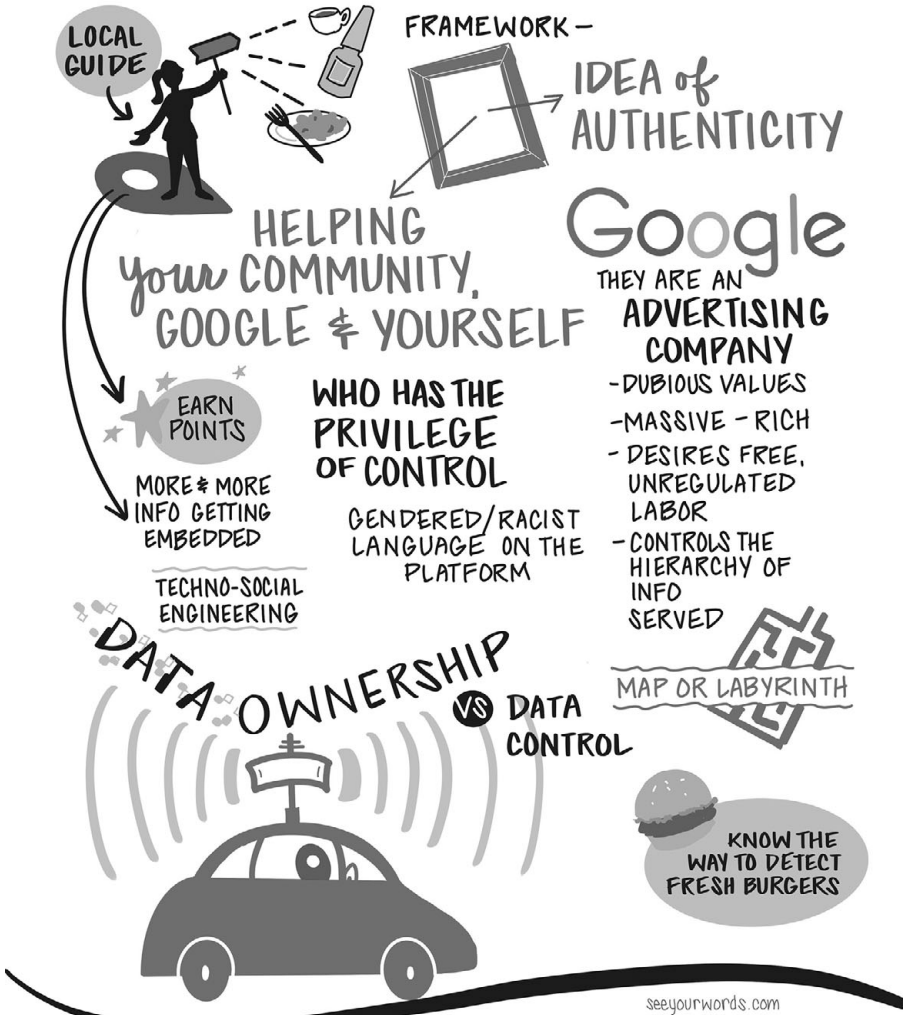 LOCAL
GUIDE
FRAMEWORK –
IDEA of
AUTHENTICITY
HELPING
your COMMUNITY,
GOOGLE & YOURSELF
Google
THEY ARE AN
ADVERTISING
COMPANY
- DUBIOUS VALUES
- MASSIVE - RICH
- DESIRES FREE,
UNREGULATED
LABOR
- CONTROLS THE
HIERARCHY OF
INFO
SERVED
EARN
POINTS
MORE & MORE
INFO GETTING
EMBEDDED
TECHNO-SOCIAL
ENGINEERING
WHO HAS THE
PRIVILEGE
OF CONTROL
GENDERED/RACIST
LANGUAGE ON THE
PLATFORM
DATA OWNERSHIP
VS DATA
CONTROL
MAP OR LABYRINTH
KNOW THE
WAY TO DETECT
FRESH BURGERS
seeyourwords.com